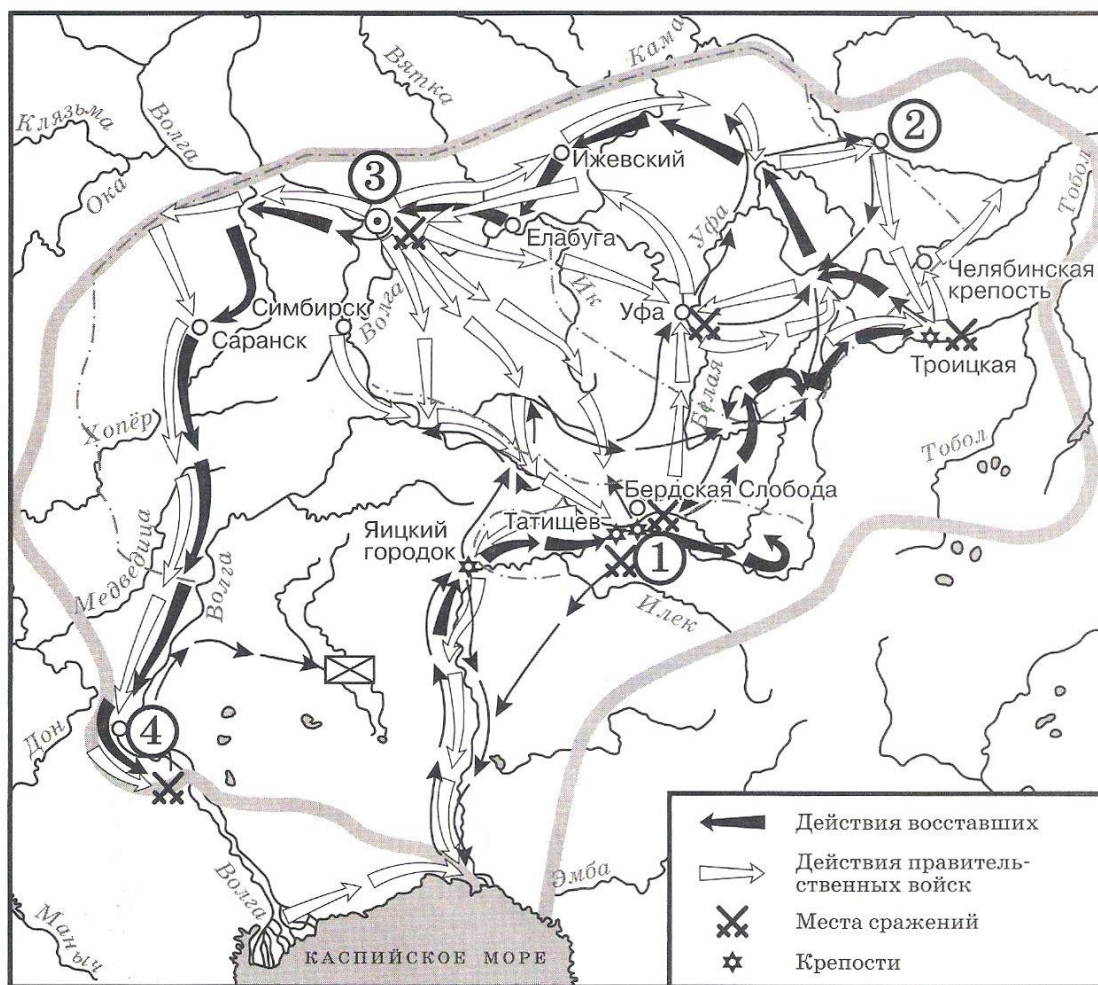 Клязьма
Волга
Вятка
Кама
Ока
3
Ижевский
2
Тобол
Елабуга
Уфа
Челябинская
крепость
Симбирск
Волга
Ик
Уфа
Саранск
Троицкая
Хопёр
Белая
Тобол
Бердская Слобода
Яицкий
городок
Татищев
1
Медведица
Волга
Илек
Дон
4
Волга
Эмба
Маныч
КАСПИЙСКОЕ МОРЕ
Действия восставших
Действия правитель-
ственных войск
Места сражений
Крепости